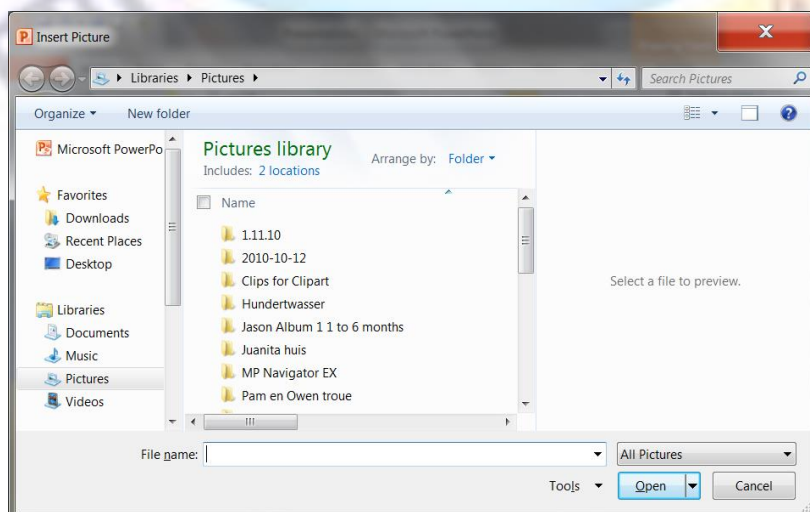 Insert Picture
Libraries Pictures
Search Pictures
Organize New folder
Microsoft PowerPo
Favorites
Downloads
Recent Places
Desktop
Libraries
Documents
Music
Pictures
Videos
Pictures library
Includes: 2 locations
Arrange by: Folder
Name
1.11.10
2010-10-12
Clips for Clipart
Hundertwasser
Jason Album 1 1 to 6 months
Juanita huis
MP Navigator EX
Pam en Owen troue
Select a file to preview.
File name: All Pictures
Tools Open Cancel